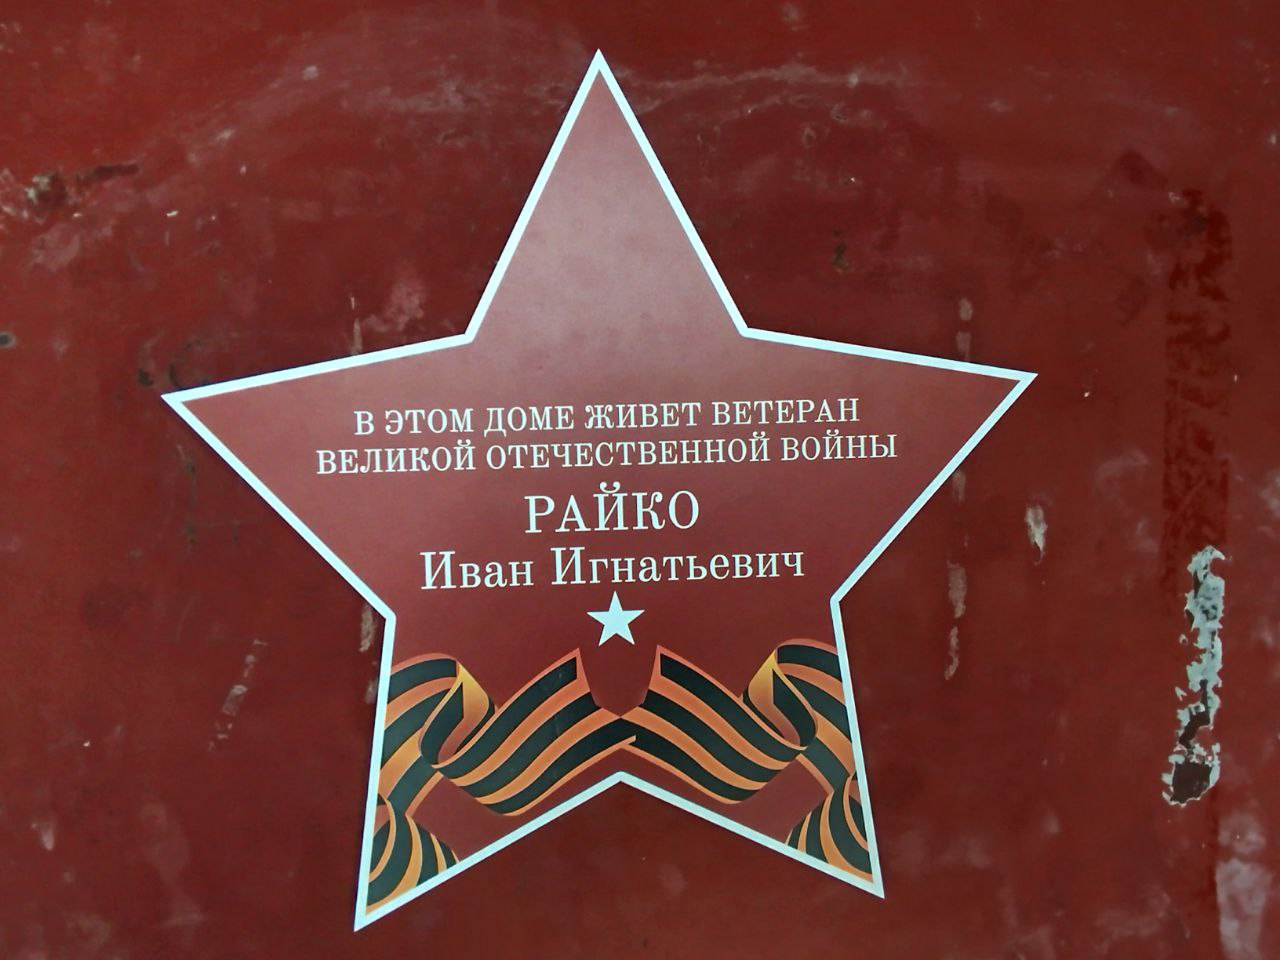 В ЭТОМ ДОМЕ ЖИВЕТ ВЕТЕРАН
ВЕЛИКОЙ ОТЕЧЕСТВЕННОЙ ВОЙНЫ
РАЙКО
Иван Игнатьевич